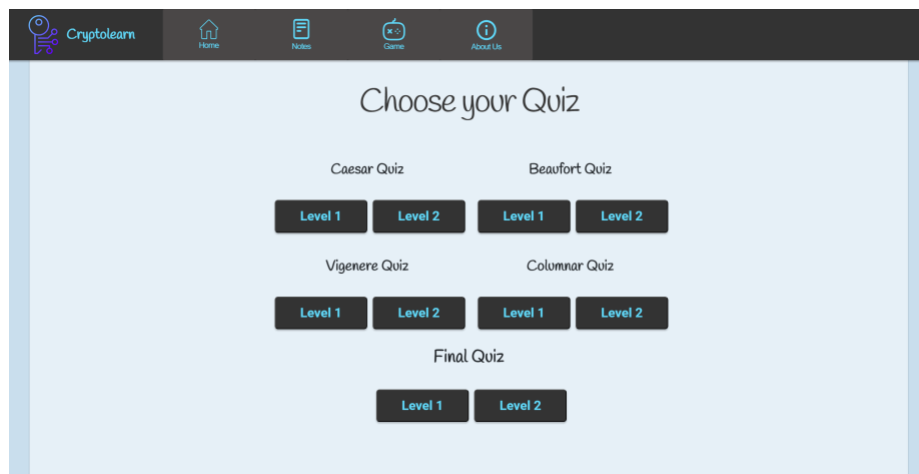 Cryptolearn
Home
Notes
Game
About Us
Choose your Quiz
Caesar Quiz
Beaufort Quiz
Level 1
Level 2
Level 1
Level 2
Vigenere Quiz
Columnar Quiz
Level 1
Level 2
Level 1
Level 2
Final Quiz
Level 1
Level 2